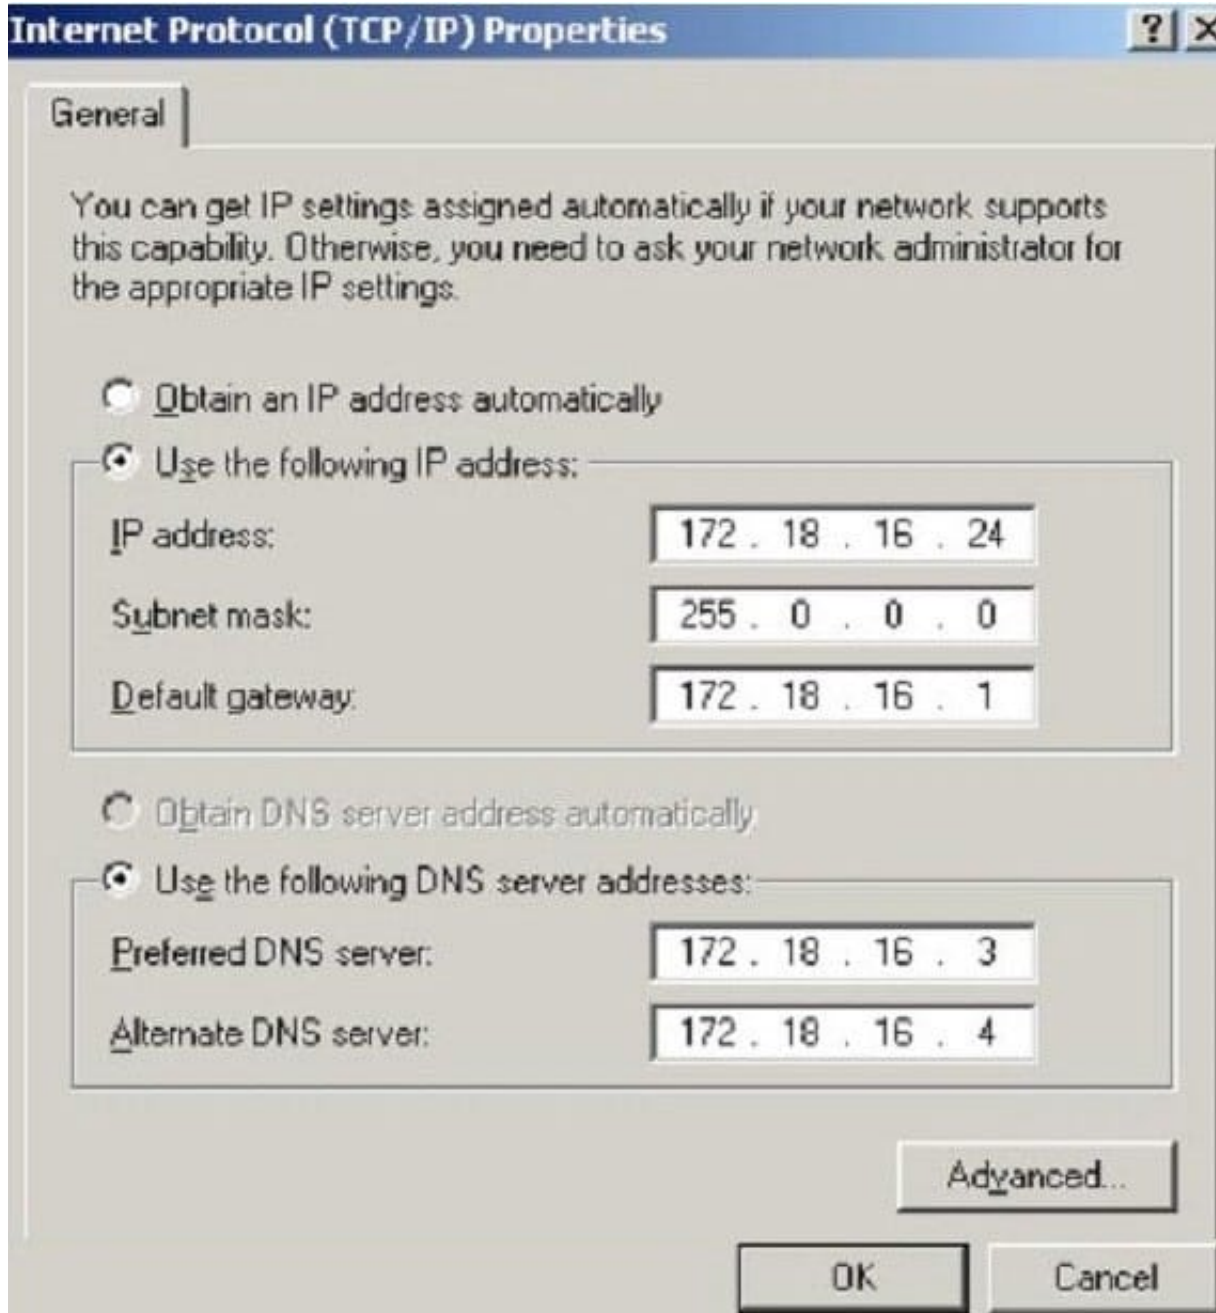 Internet Protocol (TCP/IP) Properties
General
You can get IP settings assigned automatically if your network supports
this capability. Otherwise, you need to ask your network administrator for
the appropriate IP settings.
Obtain an IP address automatically
Use the following IP address:
IP address: 172 . 18 . 16 . 24
Subnet mask: 255 . 0 . 0 . 0
Default gateway: 172 . 18 . 16 . 1
Obtain DNS server address automatically
Use the following DNS server addresses:
Preferred DNS server: 172 . 18 . 16 . 3
Alternate DNS server: 172 . 18 . 16 . 4
Advanced...
OK Cancel